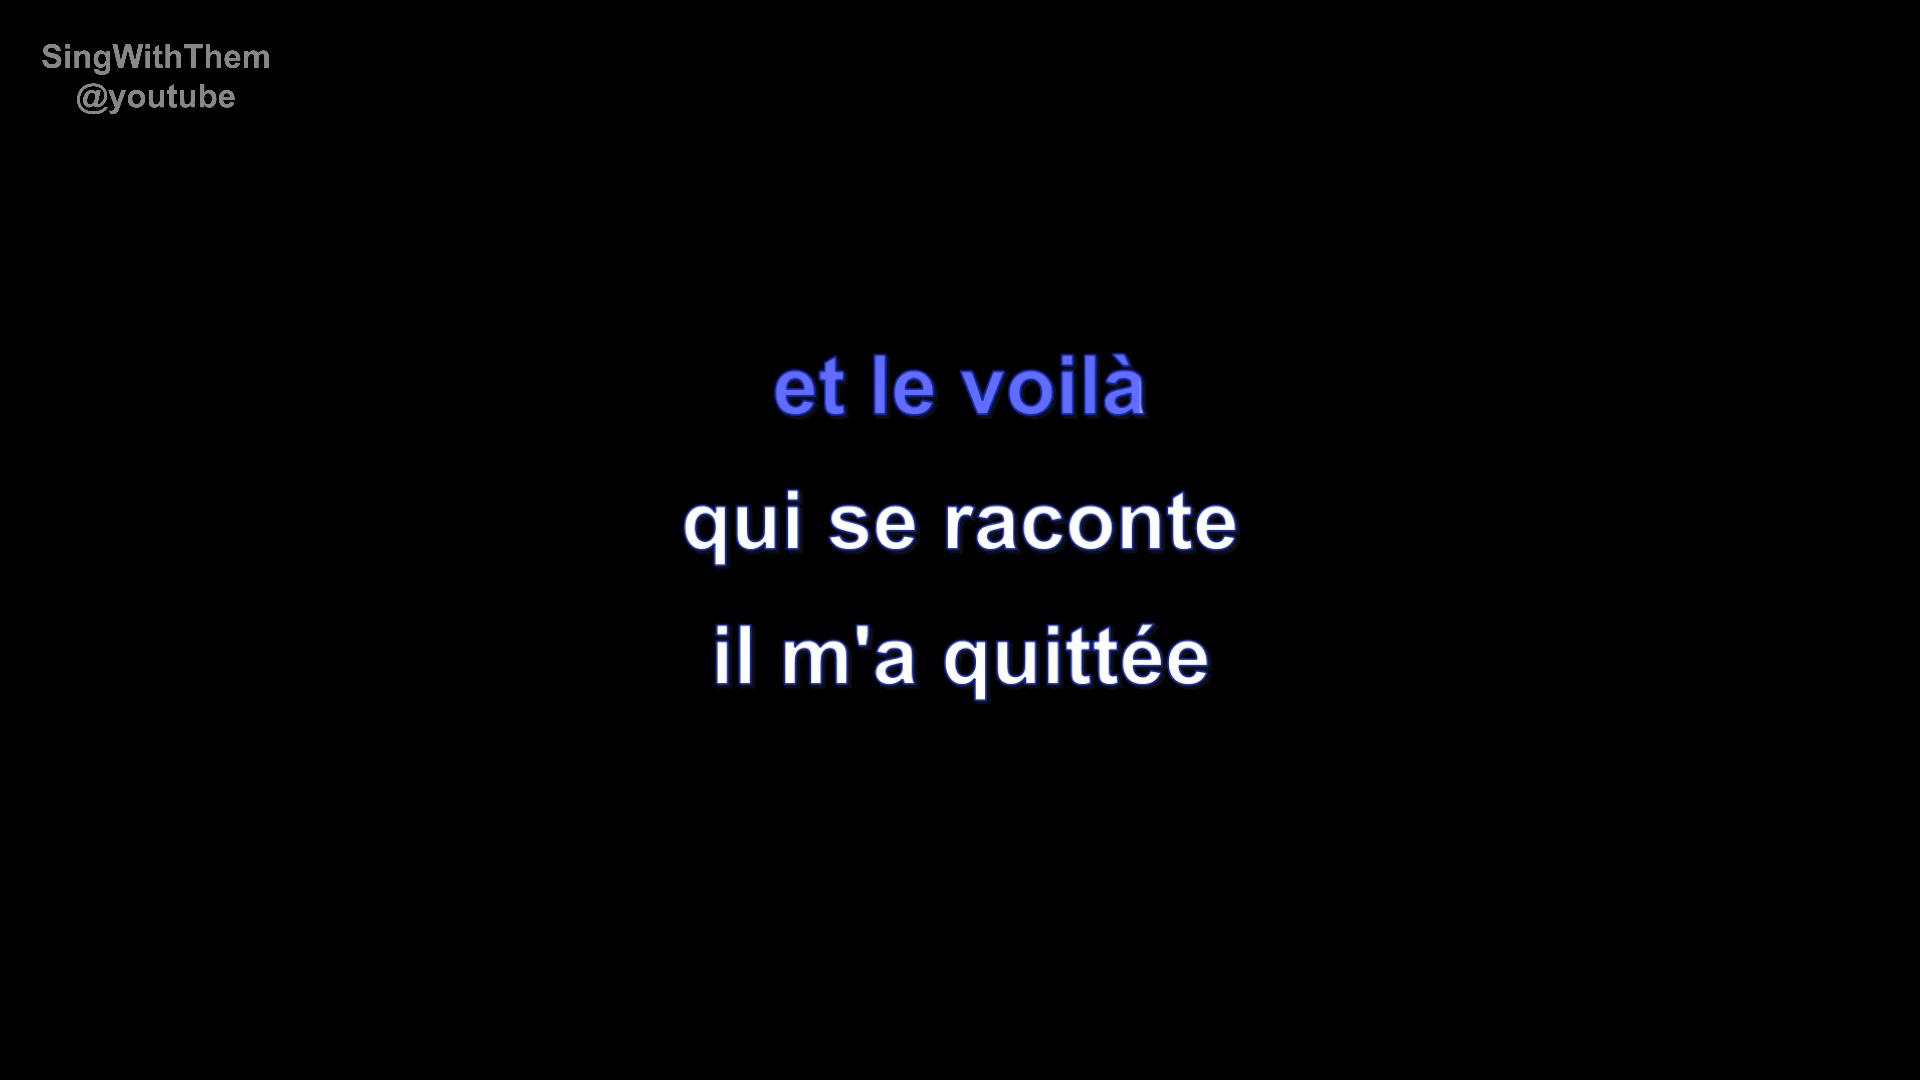 SingWithThem
@youtube
et le voilà
qui se raconte
il m'a quittée